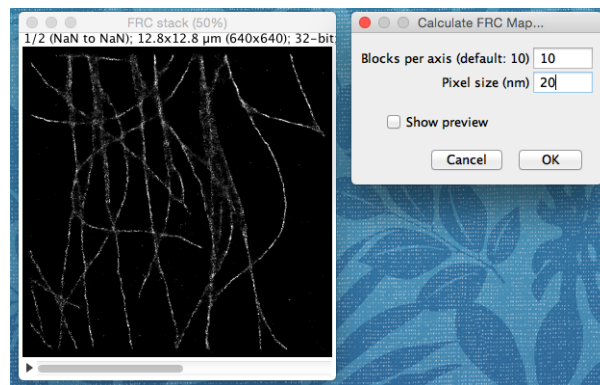 FRC stack (50%)
1/2 (NaN to NaN); 12.8x12.8 µm (640x640); 32-bit;
Calculate FRC Map...
Blocks per axis (default: 10) 10
Pixel size (nm) 20
Show preview
Cancel OK